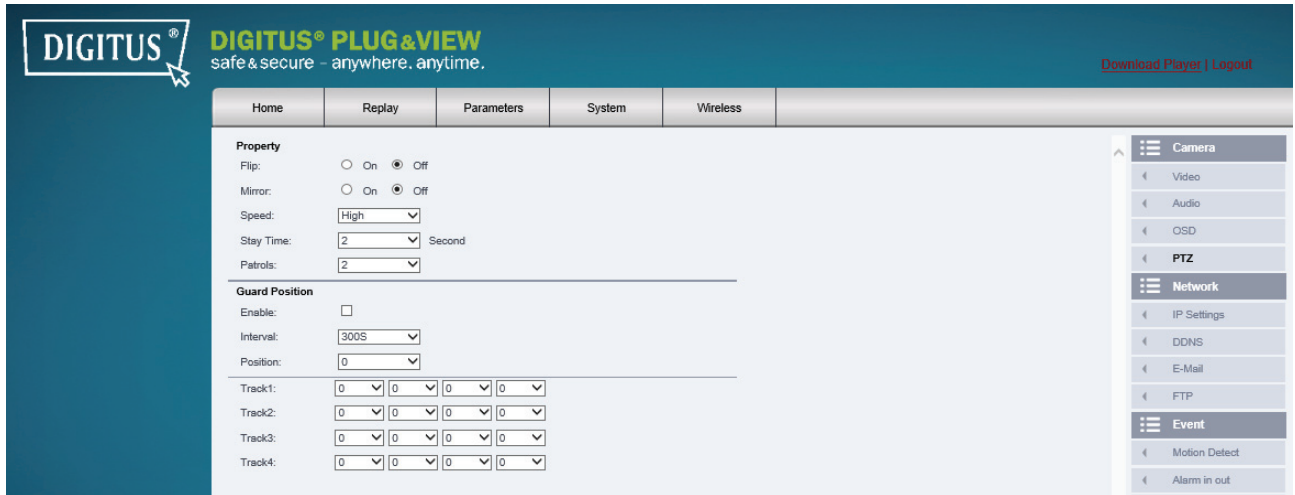 DIGITUS®
DIGITUS® PLUG&VIEW
safe & secure – anywhere. anytime.
Download Player | Logout
Home Replay Parameters System Wireless
Property
Flip: On Off
Mirror: On Off
Speed: High
Stay Time: 2 Second
Patrols: 2
Guard Position
Enable:
Interval: 300S
Position: 0
Track1: 0 0 0 0
Track2: 0 0 0 0
Track3: 0 0 0 0
Track4: 0 0 0 0
Camera
Video
Audio
OSD
PTZ
Network
IP Settings
DDNS
E-Mail
FTP
Event
Motion Detect
Alarm in out